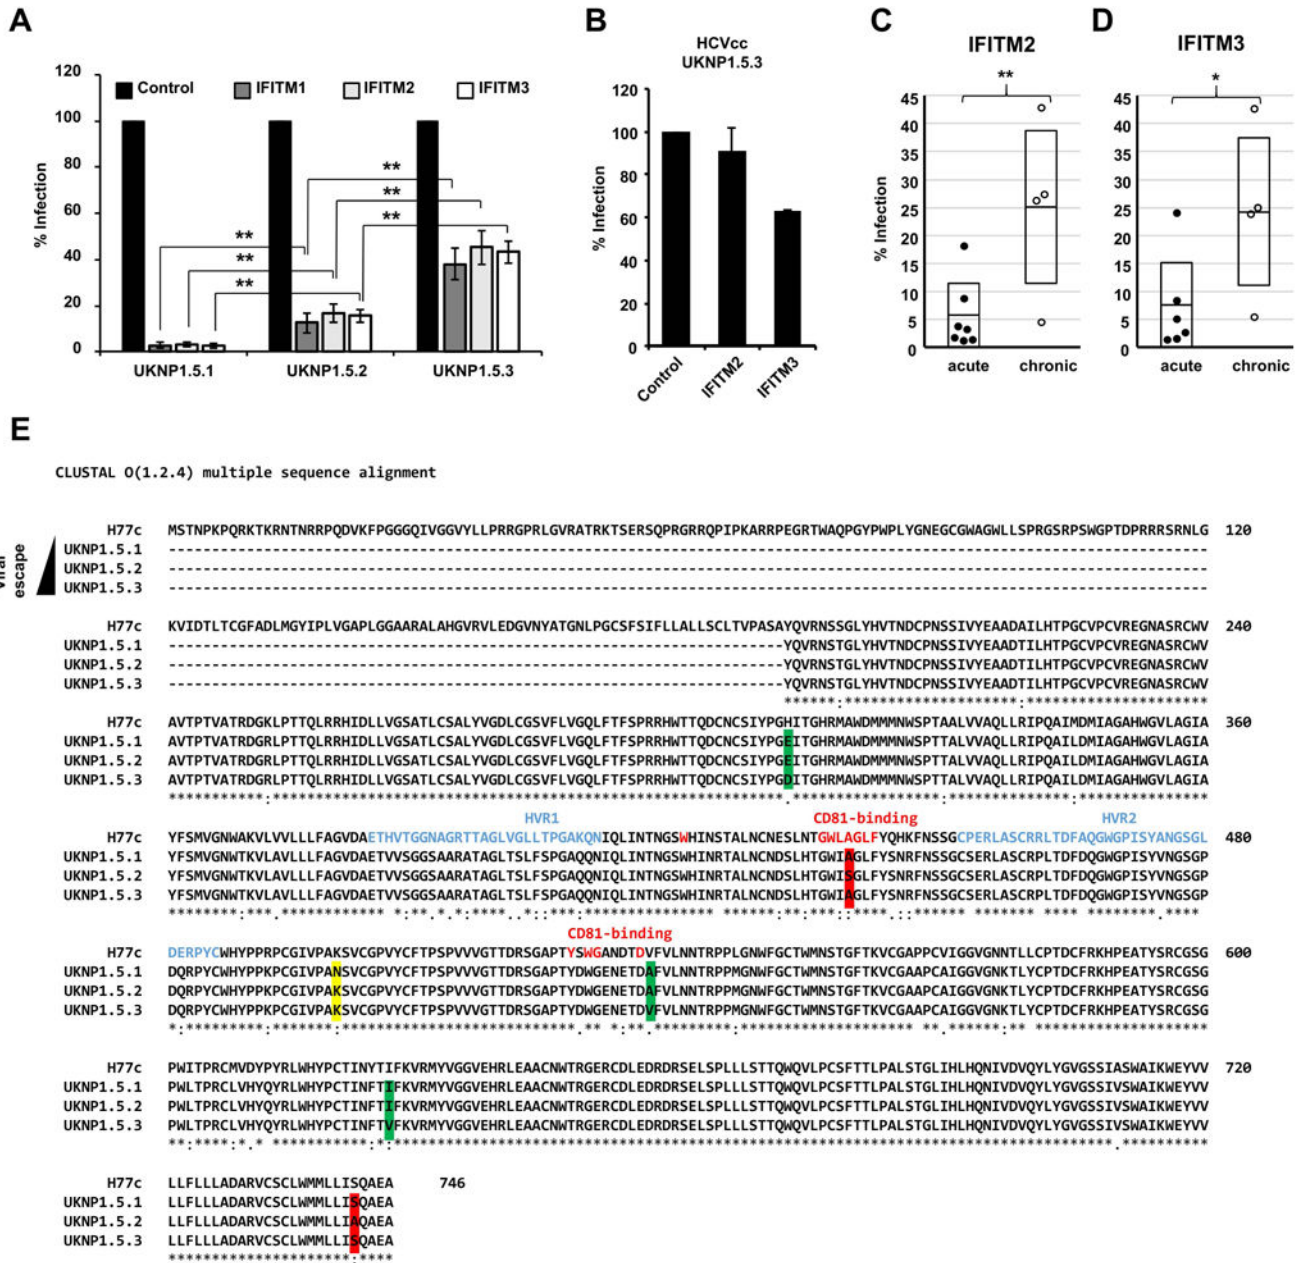 A
120
100
80
60
40
20
0
% Infection
Control
IFITM1
IFITM2
IFITM3
**
**
**
**
**
**
UKNP1.5.1
UKNP1.5.2
UKNP1.5.3
B
HCVcc
UKNP1.5.3
120
100
80
60
40
20
0
% Infection
Control
IFITM2
IFITM3
C
IFITM2
**
45
40
35
30
25
20
15
10
5
0
% Infection
acute
chronic
D
IFITM3
*
45
40
35
30
25
20
15
10
5
0
acute
chronic
E
CLUSTAL O(1.2.4) multiple sequence alignment
Viral
escape
H77c MSTNPKPQRKTKRNTNRRPQDVKFPGGGQIVGGVYLLPRRGPRLGVRATRKTSERSQPRGRRQPIPKARRPEGRTWAQPGYPWPLYGNEGCGWAGWLLSPRGSRPSWGPTDPRRRSRNLG 120
UKNP1.5.1 ------------------------------------------------------------------------------------------------------------------------
UKNP1.5.2 ------------------------------------------------------------------------------------------------------------------------
UKNP1.5.3 ------------------------------------------------------------------------------------------------------------------------
H77c KVIDTLTCGFADLMGYIPLVGAPLGGAARALAHGVRVLEDGVNYATGNLPGCSFSIFLLALLSCLTVPASAYQVRNSSGLYHVTNDCPNSSIVYEAADAILHTPGCVPCVREGNASRCWV 240
UKNP1.5.1 -----------------------------------------------------------------------YQVRNSTGLYHVTNDCPNSSIVYEAADTILHTPGCVPCVREGNASRCWV
UKNP1.5.2 -----------------------------------------------------------------------YQVRNSTGLYHVTNDCPNSSIVYEAADTILHTPGCVPCVREGNASRCWV
UKNP1.5.3 -----------------------------------------------------------------------YQVRNSTGLYHVTNDCPNSSIVYEAADTILHTPGCVPCVREGNASRCWV
******:********************:*********************
H77c AVTPTVATRDGKLPTTQLRRHIDLLVGSATLCSALYVGDLCGSVFLVGQLFTFSPRRHWTTQDCNCSIYPGHITGHRMAWDMMMNWSPTAALVVAQLLRIPQAIMDMIAGAHWGVLAGIA 360
UKNP1.5.1 AVTPTVATRDGRLPTTQLRRHIDLLVGSATLCSALYVGDLCGSVFLVGQLFTFSPRRHWTTQDCNCSIYPGEITGHRMAWDMMMNWSPTTALVVAQLLRIPQAILDMIAGAHWGVLAGIA
UKNP1.5.2 AVTPTVATRDGRLPTTQLRRHIDLLVGSATLCSALYVGDLCGSVFLVGQLFTFSPRRHWTTQDCNCSIYPGEITGHRMAWDMMMNWSPTTALVVAQLLRIPQAILDMIAGAHWGVLAGIA
UKNP1.5.3 AVTPTVATRDGRLPTTQLRRHIDLLVGSATLCSALYVGDLCGSVFLVGQLFTFSPRRHWTTQDCNCSIYPGDITGHRMAWDMMMNWSPTTALVVAQLLRIPQAILDMIAGAHWGVLAGIA
***********:***********************************************************.*****************:**************:***************
HVR1 CD81-binding HVR2
H77c YFSMVGNWAKVLVVLLLFAGVDAETHVTGGNAGRTTAGLVGLLTPGAKQNIQLINTNGSWHINSTALNCNESLNTGWLAGLFYQHKFNSSGCPERLASCRRLTDFAQGWGPISYANGSGL 480
UKNP1.5.1 YFSMVGNWAKVLAVLLLFAGVDAETVVSGGSAARATAGLTSLFSPGAQQNIQLINTNGSWHINRTALNCNDSLHTGWIAGLFYSNRFNSSGCSERLASCRPLTDFDQGWGPISYVNGSGP
UKNP1.5.2 YFSMVGNWAKVLAVLLLFAGVDAETVVSGGSAARATAGLTSLFSPGAQQNIQLINTNGSWHINRTALNCNDSLHTGWISGLFYSNRFNSSGCSERLASCRPLTDFDQGWGPISYVNGSGP
UKNP1.5.3 YFSMVGNWAKVLAVLLLFAGVDAETVVSGGSAARATAGLTSLFSPGAQQNIQLINTNGSWHINRTALNCNDSLHTGWIAGLFYSNRFNSSGCSERLASCRPLTDFDQGWGPISYVNGSGP
CD81-binding
H77c DERPYCWHYPPRPCGIVPAKSVCGPVYCFTPSPVVVGTTDRSGAPTYSWGANDTDVFVLNNTRPPLGNWFGCTWMNSTGFTKVCGAPPCVIGGVGNNTLLCPTDCFRKHPEATYSRCGSG 600
UKNP1.5.1 DQRPYCWHYPPKPCGIVPANSVCGPVYCFTPSPVVVGTTDRSGAPTYDWGENETDAFVLNNTRPPMGNWFGCTWMNSTGFTKVCGAAPCAIGGVGNKTLYCPTDCFRKHPEATYSRCGSG
UKNP1.5.2 DQRPYCWHYPPKPCGIVPAKSVCGPVYCFTPSPVVVGTTDRSGAPTYDWGENETDAFVLNNTRPPMGNWFGCTWMNSTGFTKVCGAAPCAIGGVGNKTLYCPTDCFRKHPEATYSRCGSG
UKNP1.5.3 DQRPYCWHYPPKPCGIVPAKSVCGPVYCFTPSPVVVGTTDRSGAPTYDWGENETDVFVLNNTRPPMGNWFGCTWMNSTGFTKVCGAAPCAIGGVGNKTLYCPTDCFRKHPEATYSRCGSG
H77c PWITPRCMVDYPYRLWHYPCTINYTIFKVRMYVGGVEHRLEAACNWTRGERCDLEDRDRSELSPLLLSTTQWQVLPCSFTTLPALSTGLIHLHQNIVDVQYLYGVGSSIASWAIKWEYVV 720
UKNP1.5.1 PWLTPRCLVHYQYRLWHYPCTINFTIFKVRMYVGGVEHRLEAACNWTRGERCDLEDRDRSELSPLLLSTTQWQVLPCSFTTLPALSTGLIHLHQNIVDVQYLYGVGSSIVSWAIKWEYVV
UKNP1.5.2 PWLTPRCLVHYQYRLWHYPCTINFTIFKVRMYVGGVEHRLEAACNWTRGERCDLEDRDRSELSPLLLSTTQWQVLPCSFTTLPALSTGLIHLHQNIVDVQYLYGVGSSIVSWAIKWEYVV
UKNP1.5.3 PWLTPRCLVHYQYRLWHYPCTINFTVFKVRMYVGGVEHRLEAACNWTRGERCDLEDRDRSELSPLLLSTTQWQVLPCSFTTLPALSTGLIHLHQNIVDVQYLYGVGSSIVSWAIKWEYVV
H77c LLFLLLADARVCSCLWMMLLISQAEA 746
UKNP1.5.1 LLFLLLADARVCSCLWMMLLISQAEA
UKNP1.5.2 LLFLLLADARVCSCLWMMLLIAQAEA
UKNP1.5.3 LLFLLLADARVCSCLWMMLLISQAEA
*********************:****